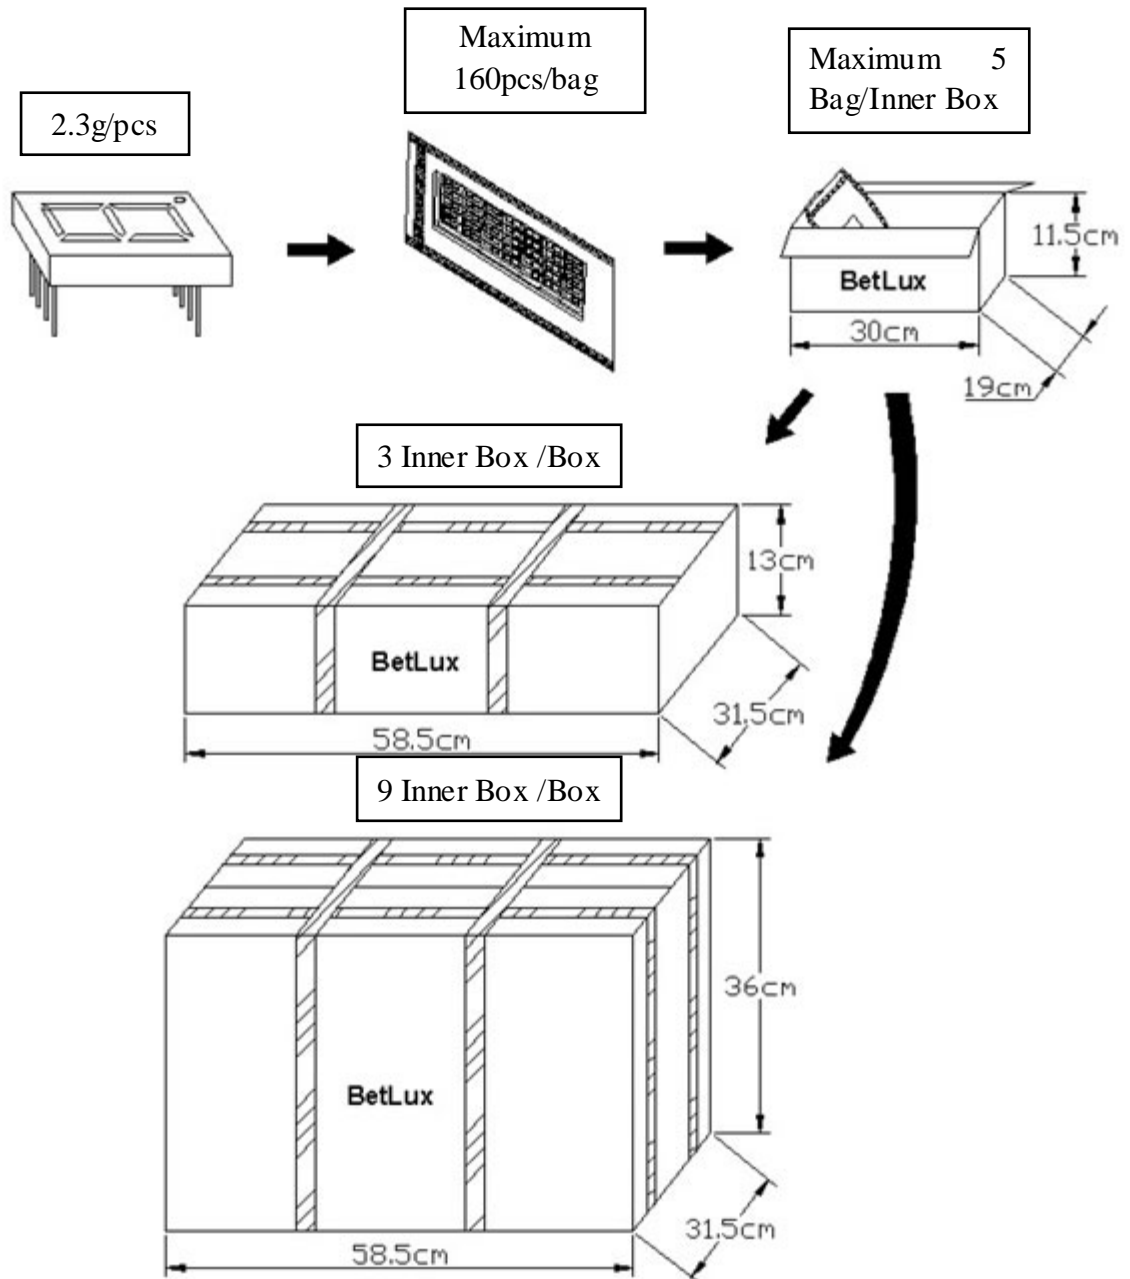 Maximum
160pcs/bag
Maximum 5
Bag/Inner Box
2.3g/pcs
11.5cm
BetLux
30cm
19cm
3 Inner Box /Box
13cm
BetLux
31.5cm
58.5cm
9 Inner Box /Box
36cm
BetLux
31.5cm
58.5cm